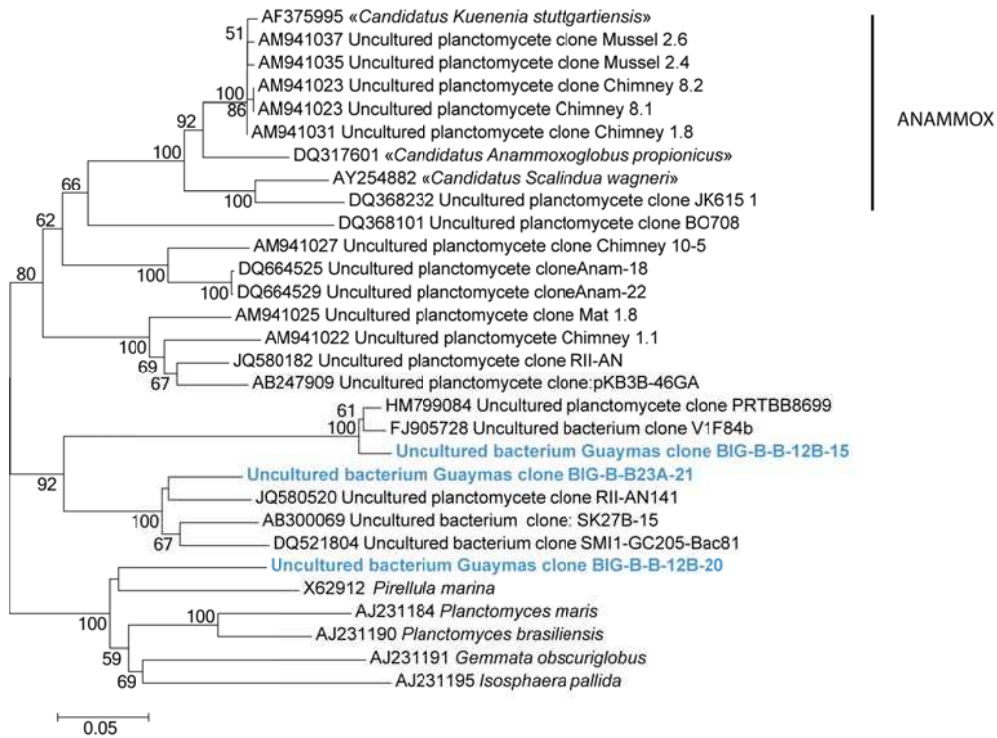 AF375995 «Candidatus Kuenenia stuttgartiensis»
51
AM941037 Uncultured planctomycete clone Mussel 2.6
AM941035 Uncultured planctomycete clone Mussel 2.4
AM941023 Uncultured planctomycete clone Chimney 8.2
100
86
AM941023 Uncultured planctomycete Chimney 8.1
ANAMMOX
92
AM941031 Uncultured planctomycete clone Chimney 1.8
100
DQ317601 «Candidatus Anammoxoglobus propionicus»
AY254882 «Candidatus Scalindua wagneri»
66
100
DQ368232 Uncultured planctomycete clone JK615 1
62
DQ368101 Uncultured planctomycete clone BO708
AM941027 Uncultured planctomycete clone Chimney 10-5
80
100
DQ664525 Uncultured planctomycete cloneAnam-18
100
DQ664529 Uncultured planctomycete cloneAnam-22
AM941025 Uncultured planctomycete clone Mat 1.8
100
AM941022 Uncultured planctomycete Chimney 1.1
69
JQ580182 Uncultured planctomycete clone RII-AN
67
AB247909 Uncultured planctomycete clone:pKB3B-46GA
61
HM799084 Uncultured planctomycete clone PRTBB8699
100
FJ905728 Uncultured bacterium clone V1F84b
Uncultured bacterium Guaymas clone BIG-B-B-12B-15
92
Uncultured bacterium Guaymas clone BIG-B-B23A-21
JQ580520 Uncultured planctomycete clone RII-AN141
100
AB300069 Uncultured bacterium clone: SK27B-15
67
DQ521804 Uncultured bacterium clone SMI1-GC205-Bac81
Uncultured bacterium Guaymas clone BIG-B-B-12B-20
X62912 Pirellula marina
100
100
AJ231184 Planctomyces maris
AJ231190 Planctomyces brasiliensis
59
AJ231191 Gemmata obscuriglobus
69
AJ231195 Isosphaera pallida
0.05